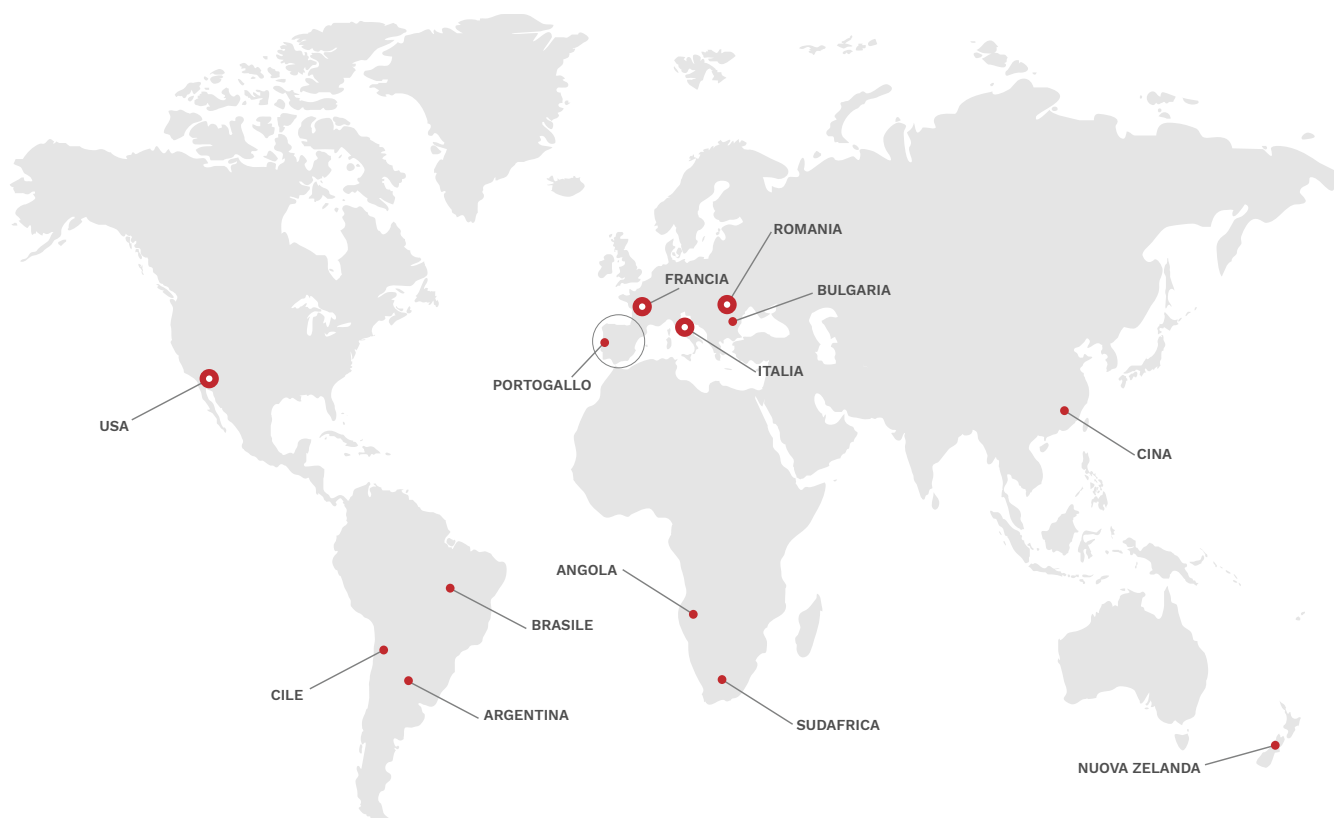 ROMANIA
FRANCIA
BULGARIA
ITALIA
PORTOGALLO
USA
CINA
ANGOLA
BRASILE
CILE
ARGENTINA
SUDAFRICA
NUOVA ZELANDA